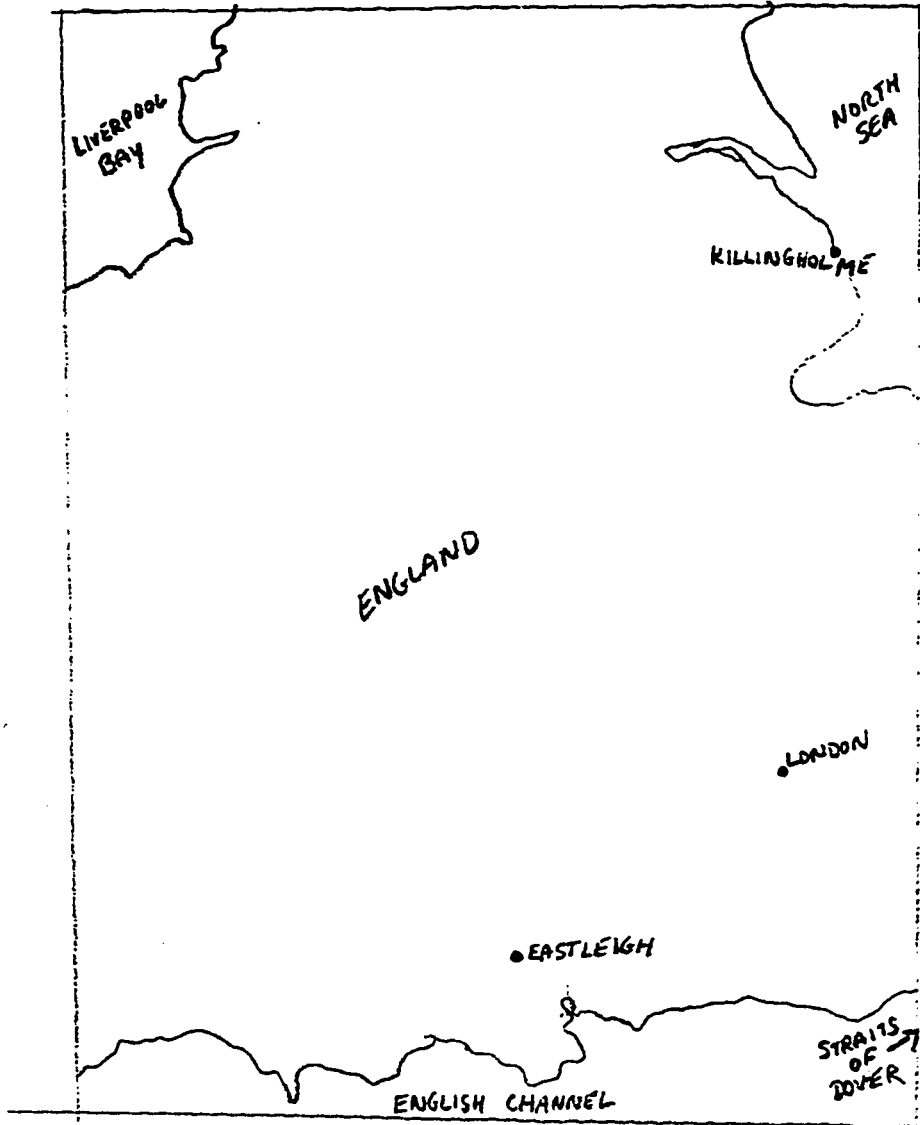 LIVERPOOL
BAY
NORTH
SEA
KILLINGHOLME
ENGLAND
LONDON
EASTLEIGH
STRAITS
OF
DOVER
ENGLISH CHANNEL